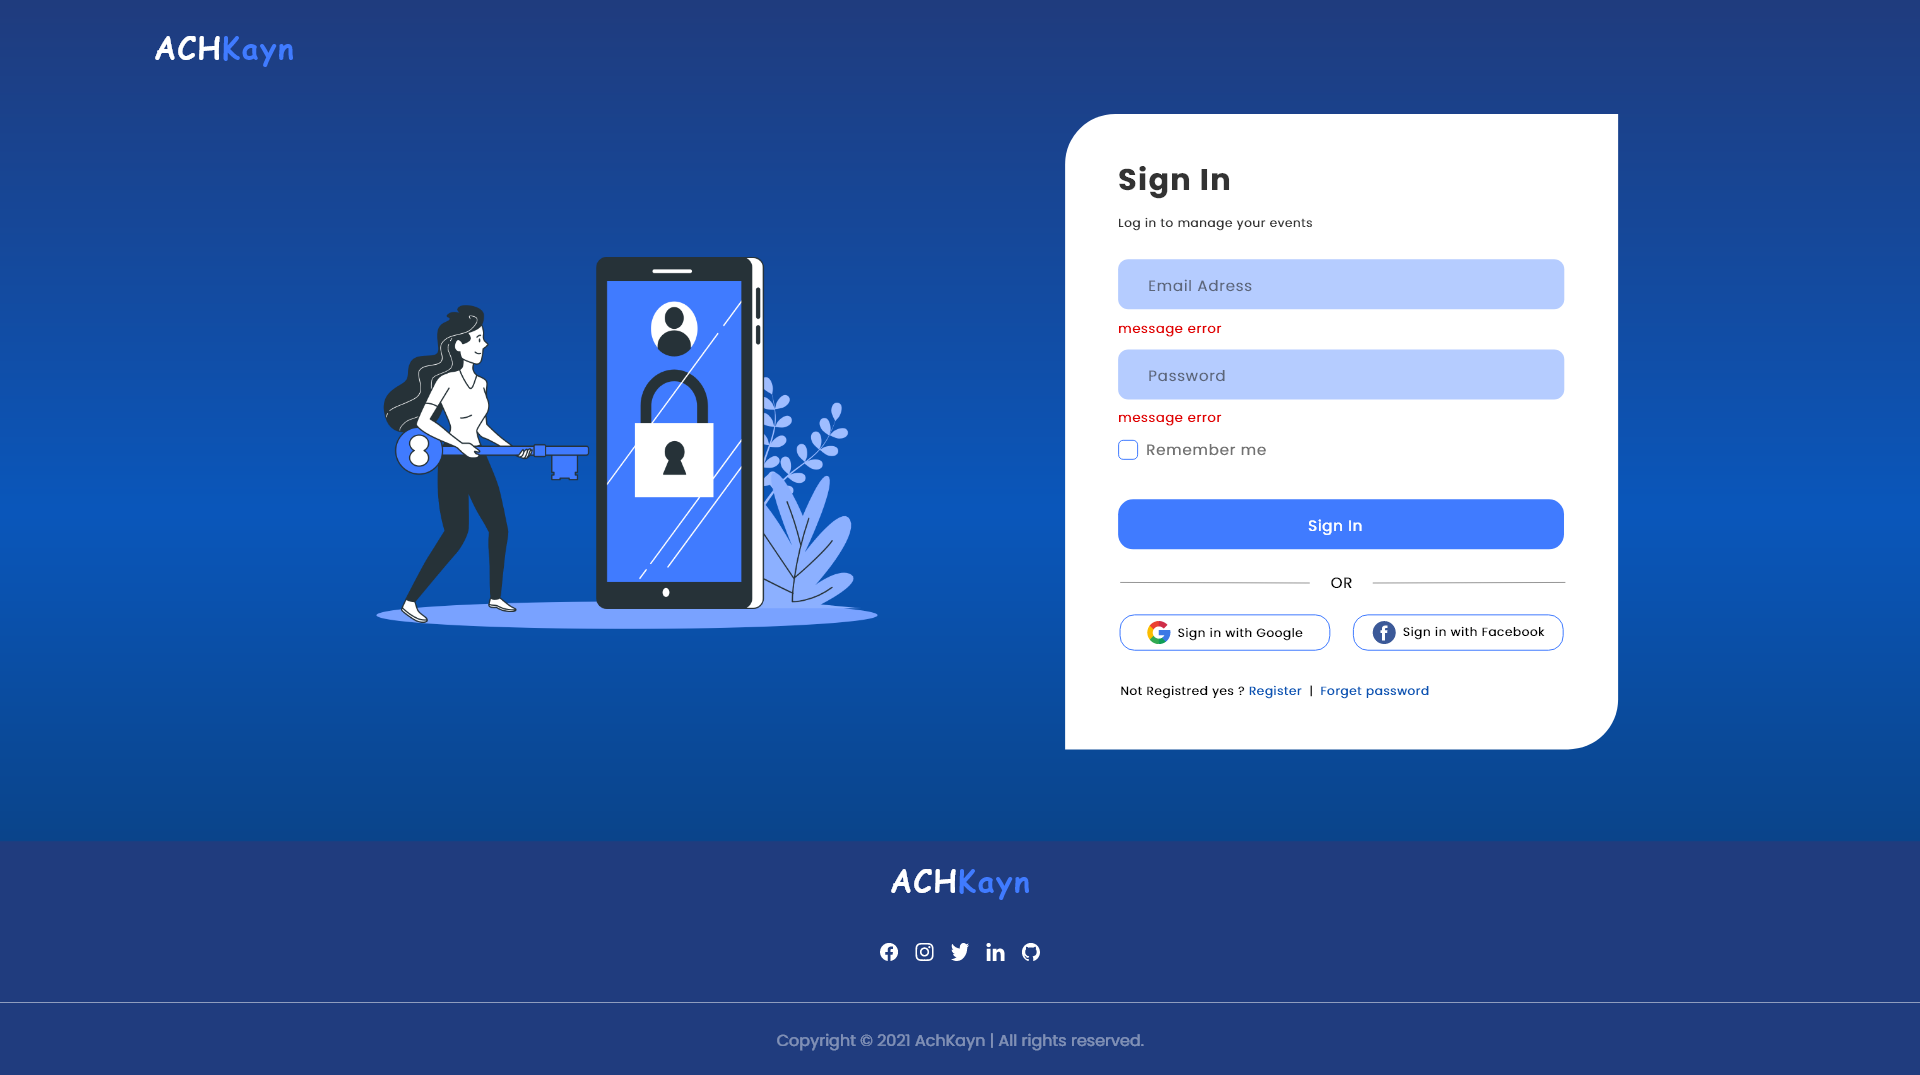 ACHKayn
Sign In
Log in to manage your events
Email Adress
message error
Password
message error
Remember me
Sign In
OR
Sign in with Google
Sign in with Facebook
Not Registred yes ? Register | Forget password
ACHKayn
Copyright © 2021 AchKayn | All rights reserved.